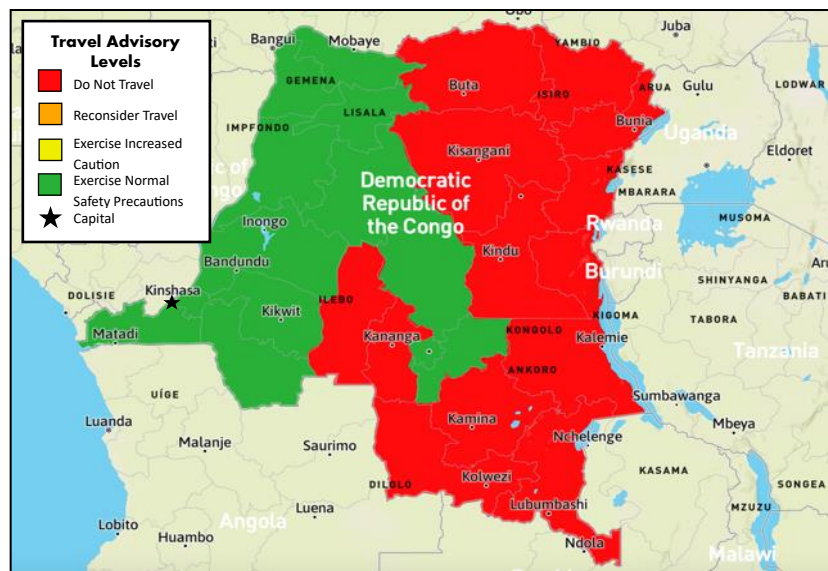 Travel Advisory
Levels
Do Not Travel
Reconsider Travel
Exercise Increased
Caution
Exercise Normal
Safety Precautions
Capital
Bangui
Mobaye
Juba
YAMBIO
GEMENA
Buta
ISIRO
ARUA
Gulu
LODWAR
LISALA
IMPFONDO
Bunia
Uganda
Kisangani
Eldoret
KASESE
Democratic
Republic of
the Congo
MBARARA
Inongo
Rwanda
MUSOMA
Kindu
Bandundu
Burundi
SHINYANGA
Kinshasa
DOLISIE
ILEBO
BABATI
Kikwit
KIGOMA
TABORA
Matadi
Kananga
KONGOLO
Kalemie
Tanzania
ANKORO
UÍGE
Sumbawanga
Luanda
Kamina
Mbeya
Malanje
Saurimo
Nchelenge
KASAMA
Kolwezi
DILOLO
SONGEA
Lubumbashi
MZUZU
Lobito
Luena
Angola
Huambo
Ndola
Malawi